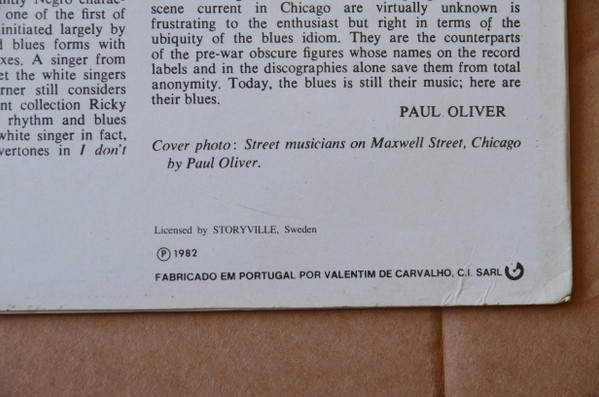 one of the first of
initiated largely by
blues forms with
A singer from
the white singers
still considers
collection Ricky
rhythm and blues
white singer in fact,
in I don't
scene current in Chicago are virtually unknown is
frustrating to the enthusiast but right in terms of the
ubiquity of the blues idiom. They are the counterparts
of the pre-war obscure figures whose names on the record
labels and in the discographies alone save them from total
anonymity. Today, the blues is still their music; here are
their blues.
PAUL OLIVER
Cover photo: Street musicians on Maxwell Street, Chicago
by Paul Oliver.
Licensed by STORYVILLE, Sweden
℗ 1982
FABRICADO EM PORTUGAL POR VALENTIM DE CARVALHO, C.I. SARL